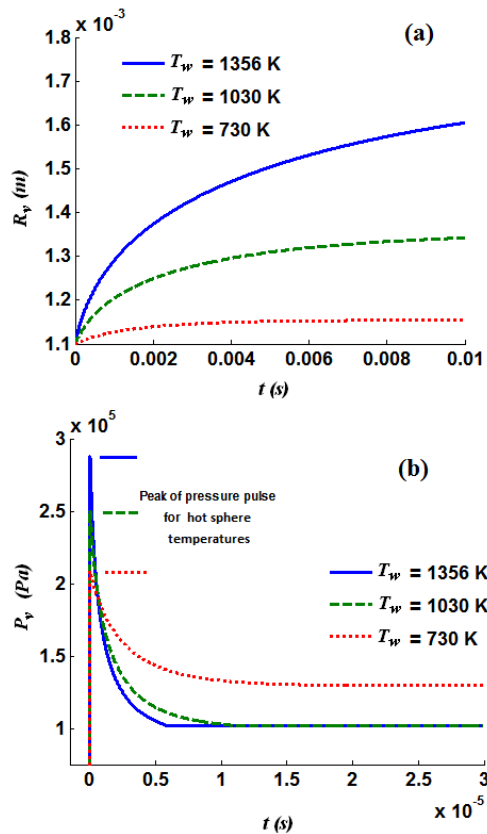 x 10⁻³
(a)
1.8
1.7
1.6
1.5
1.4
1.3
1.2
1.1
R_v (m)
T_w = 1356 K
T_w = 1030 K
T_w = 730 K
0 0.002 0.004 0.006 0.008 0.01
t (s)
x 10⁵
(b)
3
2.5
2
1.5
1
P_v (Pa)
Peak of pressure pulse
for hot sphere
temperatures
T_w = 1356 K
T_w = 1030 K
T_w = 730 K
0 0.5 1 1.5 2 2.5 3
x 10⁻⁵
t (s)